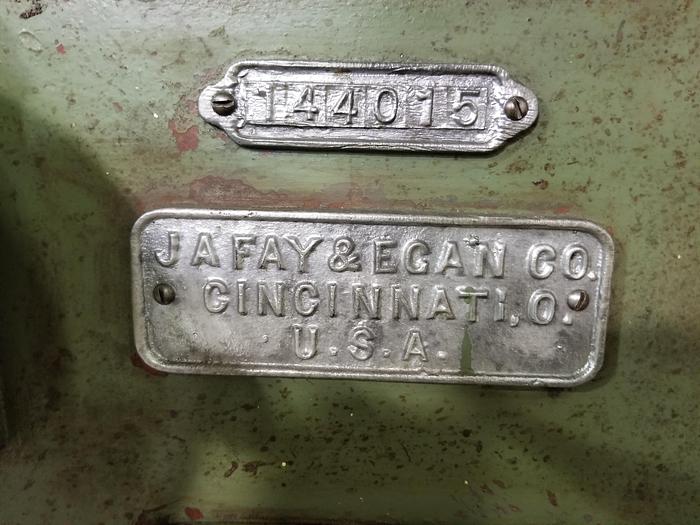 144015
J A FAY & EGAN CO.
CINCINNATI, O.
U.S.A.